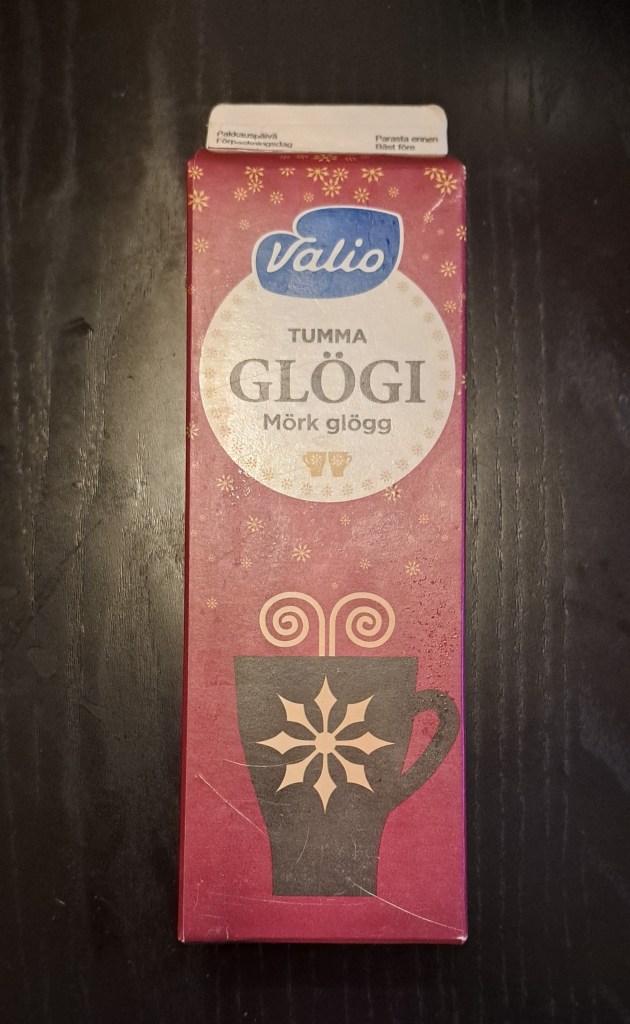 Pakkauspäivä
Förpackningsdag
Parasta ennen
Bäst före
Valio
TUMMA
GLÖGI
Mörk glögg